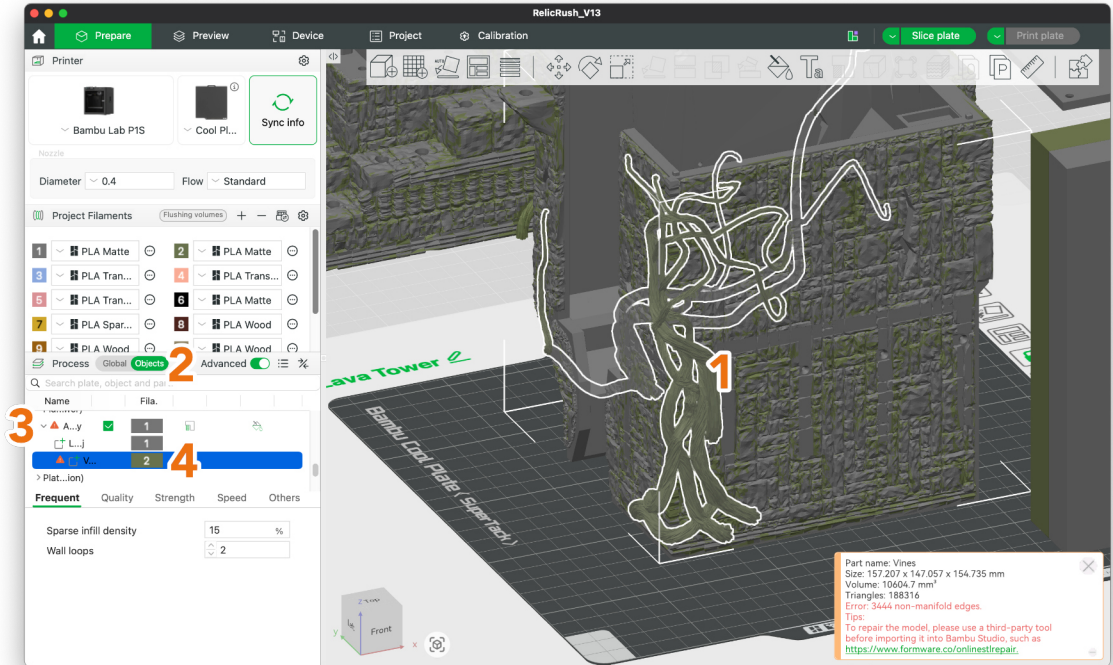 RelicRush_V13
Prepare
Preview
Device
Project
Calibration
Slice plate
Print plate
Printer
Bambu Lab P1S
Cool Pl...
Sync info
Nozzle
Diameter
0.4
Flow
Standard
Project Filaments
Flushing volumes
1 PLA Matte
2 PLA Matte
3 PLA Tran...
4 PLA Trans...
5 PLA Tran...
6 PLA Matte
7 PLA Spar...
8 PLA Wood
9 PLA Wood
PLA Wood
Process
Global
Objects
2
Advanced
Search plate, object and par
Name
Fila.
3
A...y
1
L...j
1
V...
2
4
Plat...ion)
Frequent
Quality
Strength
Speed
Others
Sparse infill density
15
%
Wall loops
2
AUTO
Ta
P
1
ava Tower
Bambu Cool Plate ( SuperTack )
Front
x
y
z
Part name: Vines
Size: 157.207 x 147.057 x 154.735 mm
Volume: 10604.7 mm³
Triangles: 188316
Error: 3444 non-manifold edges.
Tips:
To repair the model, please use a third-party tool
before importing it into Bambu Studio, such as
https://www.formware.co/onlinestlrepair.